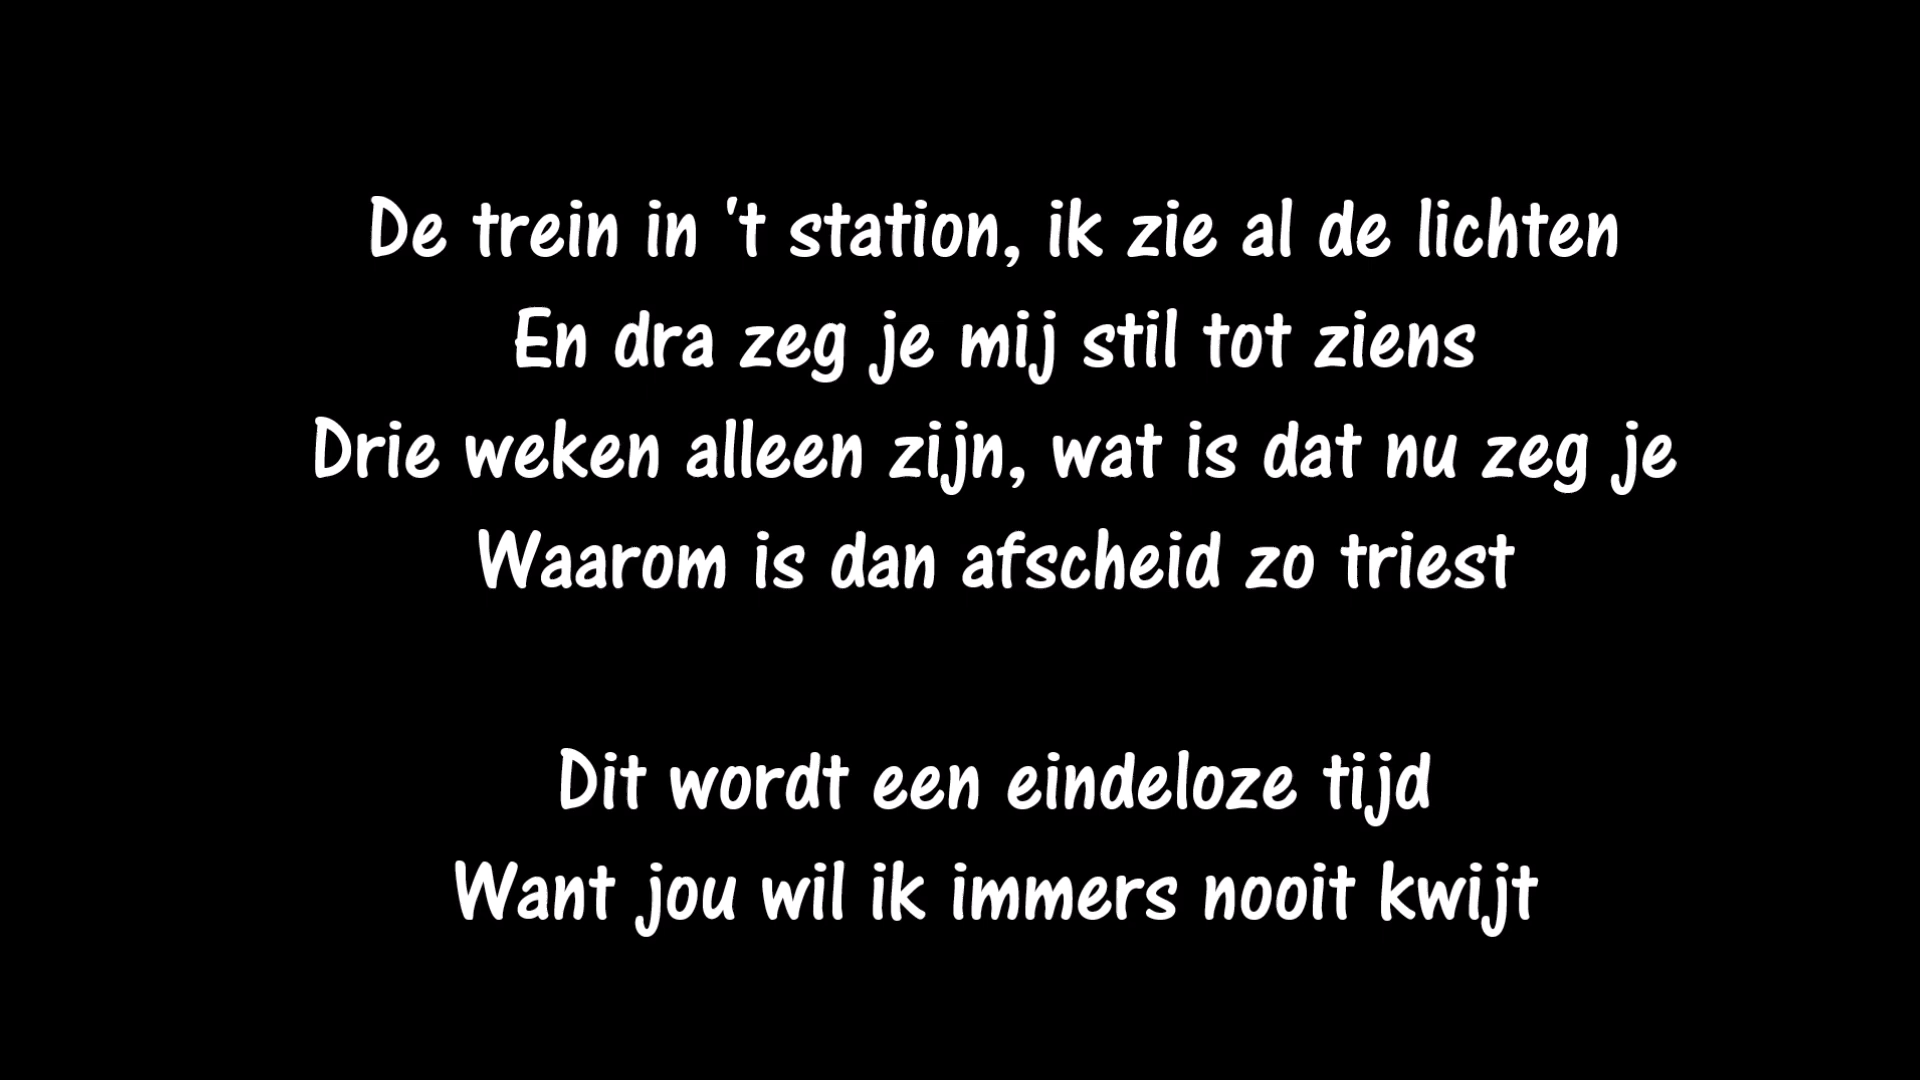 De trein in 't station, ik zie al de lichten
En dra zeg je mij stil tot ziens
Drie weken alleen zijn, wat is dat nu zeg je
Waarom is dan afscheid zo triest
Dit wordt een eindeloze tijd
Want jou wil ik immers nooit kwijt